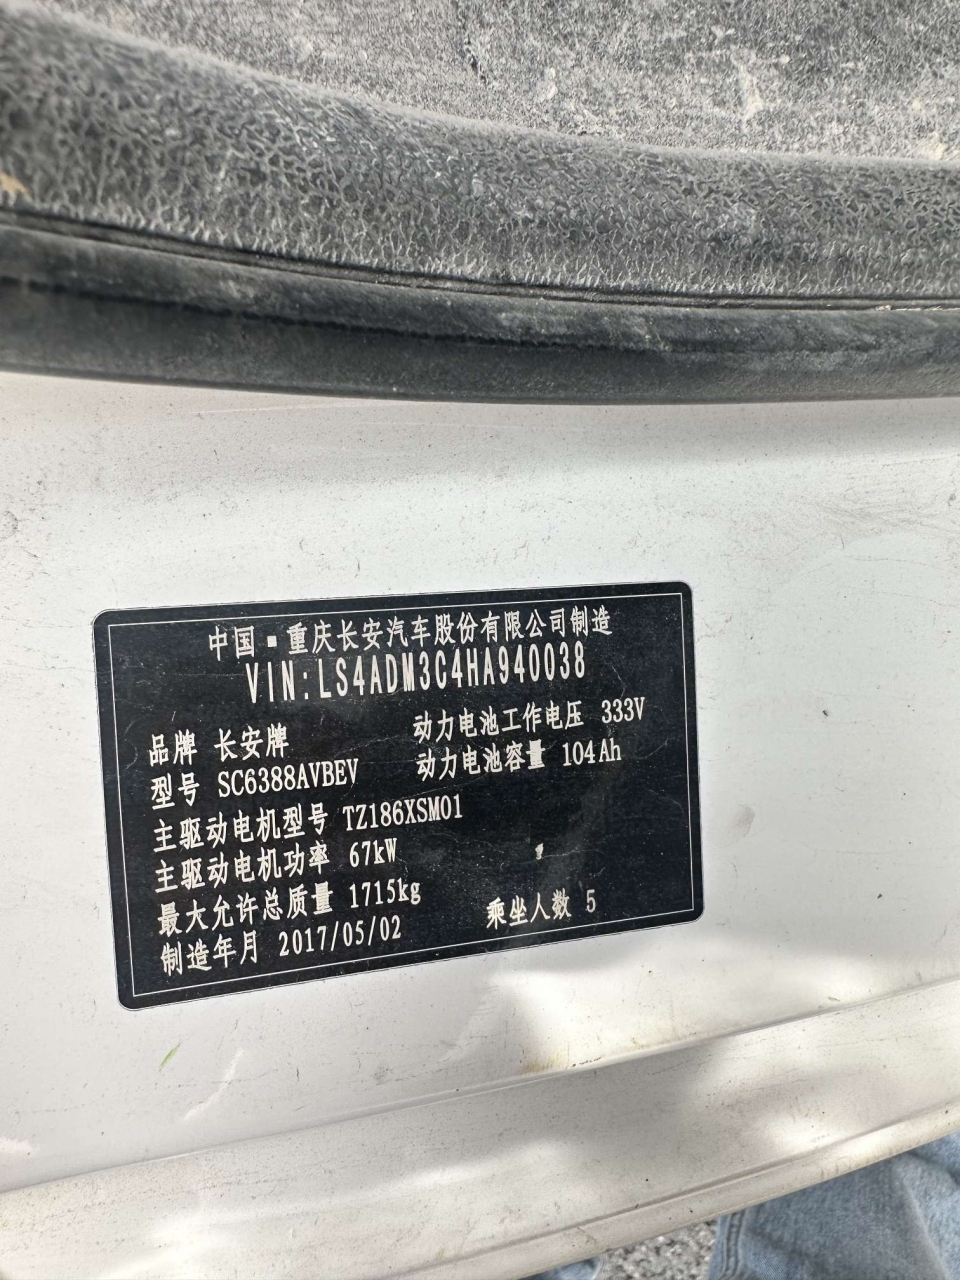 中国·重庆长安汽车股份有限公司制造
VIN:LS4ADM3C4HA940038
品牌 长安牌 动力电池工作电压 333V
型号 SC6388AVBEV 动力电池容量 104Ah
主驱动电机型号 TZ186XSM01
主驱动电机功率 67kW
最大允许总质量 1715kg
制造年月 2017/05/02 乘坐人数 5